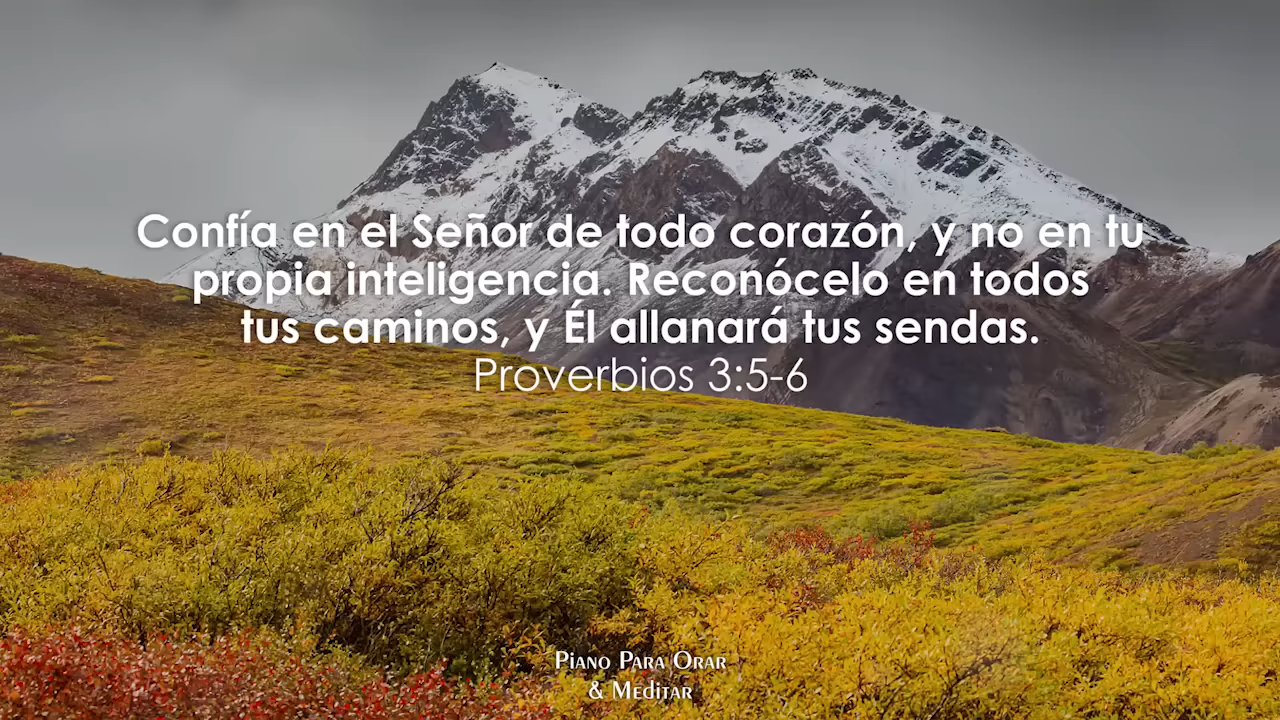 Confía en el Señor de todo corazón, y no en tu
propia inteligencia. Reconócelo en todos
tus caminos, y Él allanará tus sendas.
Proverbios 3:5-6
Piano Para Orar
& Meditar